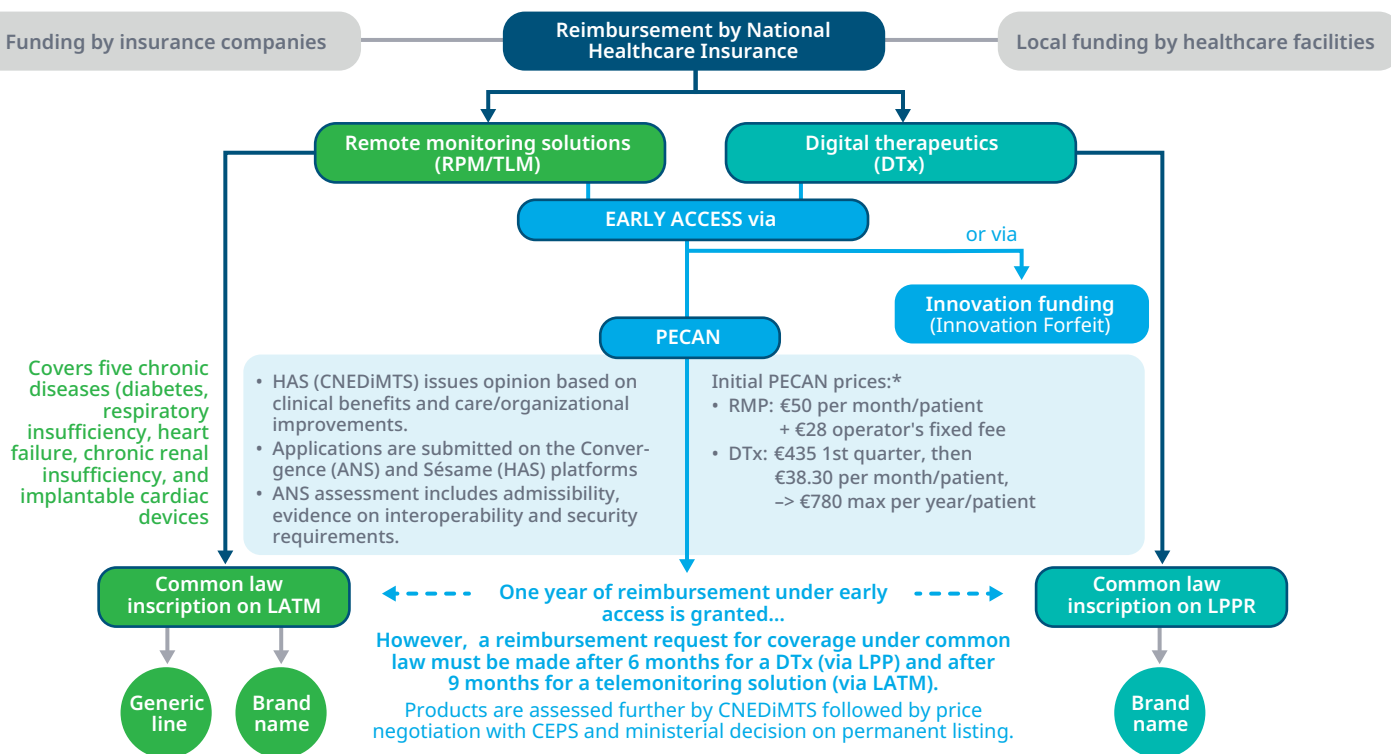 Funding by insurance companies
Reimbursement by National
Healthcare Insurance
Local funding by healthcare facilities
Remote monitoring solutions
(RPM/TLM)
Digital therapeutics
(DTx)
EARLY ACCESS via
or via
Innovation funding
(Innovation Forfeit)
PECAN
Covers five chronic
diseases (diabetes,
respiratory
insufficiency, heart
failure, chronic renal
insufficiency, and
implantable cardiac
devices
• HAS (CNEDiMTS) issues opinion based on
clinical benefits and care/organizational
improvements.
• Applications are submitted on the Conver-
gence (ANS) and Sésame (HAS) platforms
• ANS assessment includes admissibility,
evidence on interoperability and security
requirements.
Initial PECAN prices:*
• RMP: €50 per month/patient
+ €28 operator's fixed fee
• DTx: €435 1st quarter, then
€38.30 per month/patient,
–> €780 max per year/patient
Common law
inscription on LATM
One year of reimbursement under early
access is granted...
However, a reimbursement request for coverage under common
law must be made after 6 months for a DTx (via LPP) and after
9 months for a telemonitoring solution (via LATM).
Products are assessed further by CNEDiMTS followed by price
negotiation with CEPS and ministerial decision on permanent listing.
Common law
inscription on LPPR
Generic
line
Brand
name
Brand
name